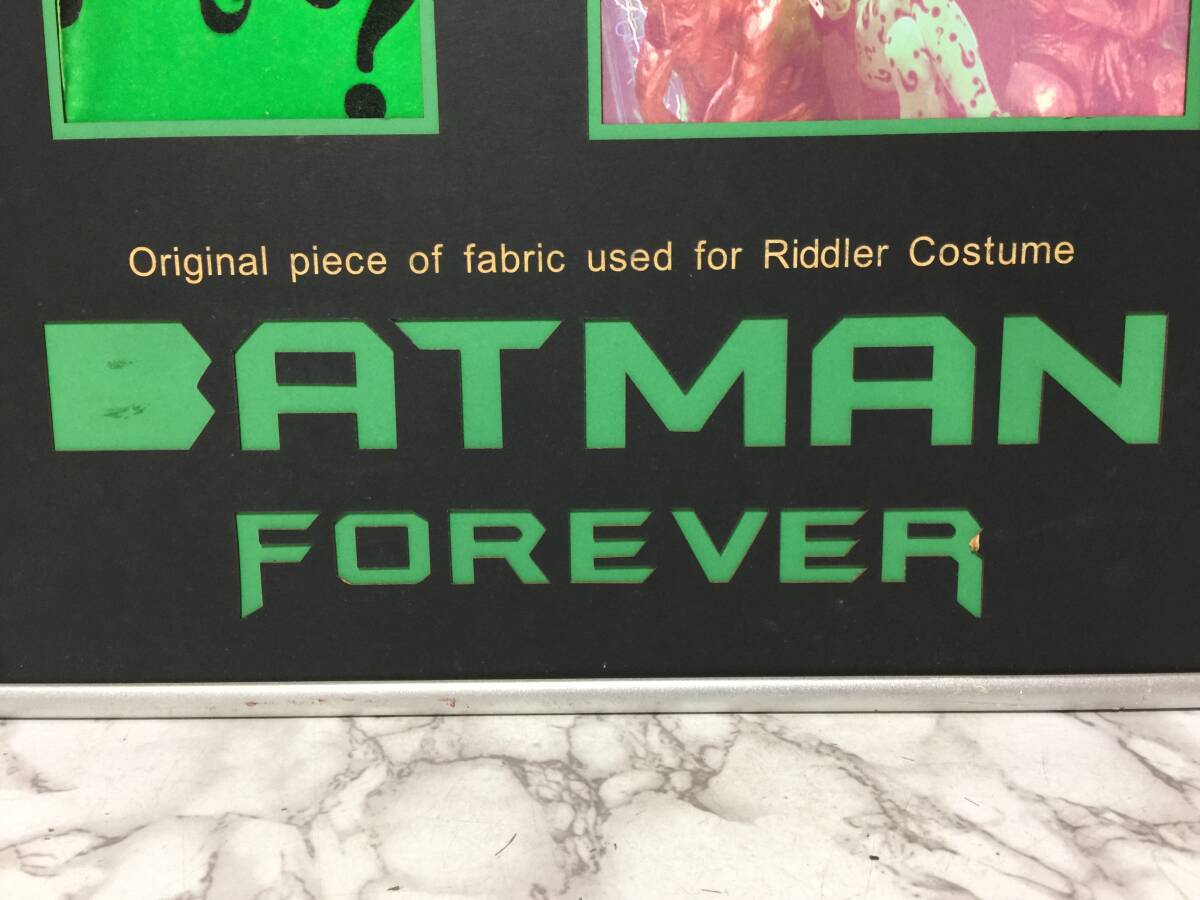 ?
Original piece of fabric used for Riddler Costume
BATMAN
FOREVER